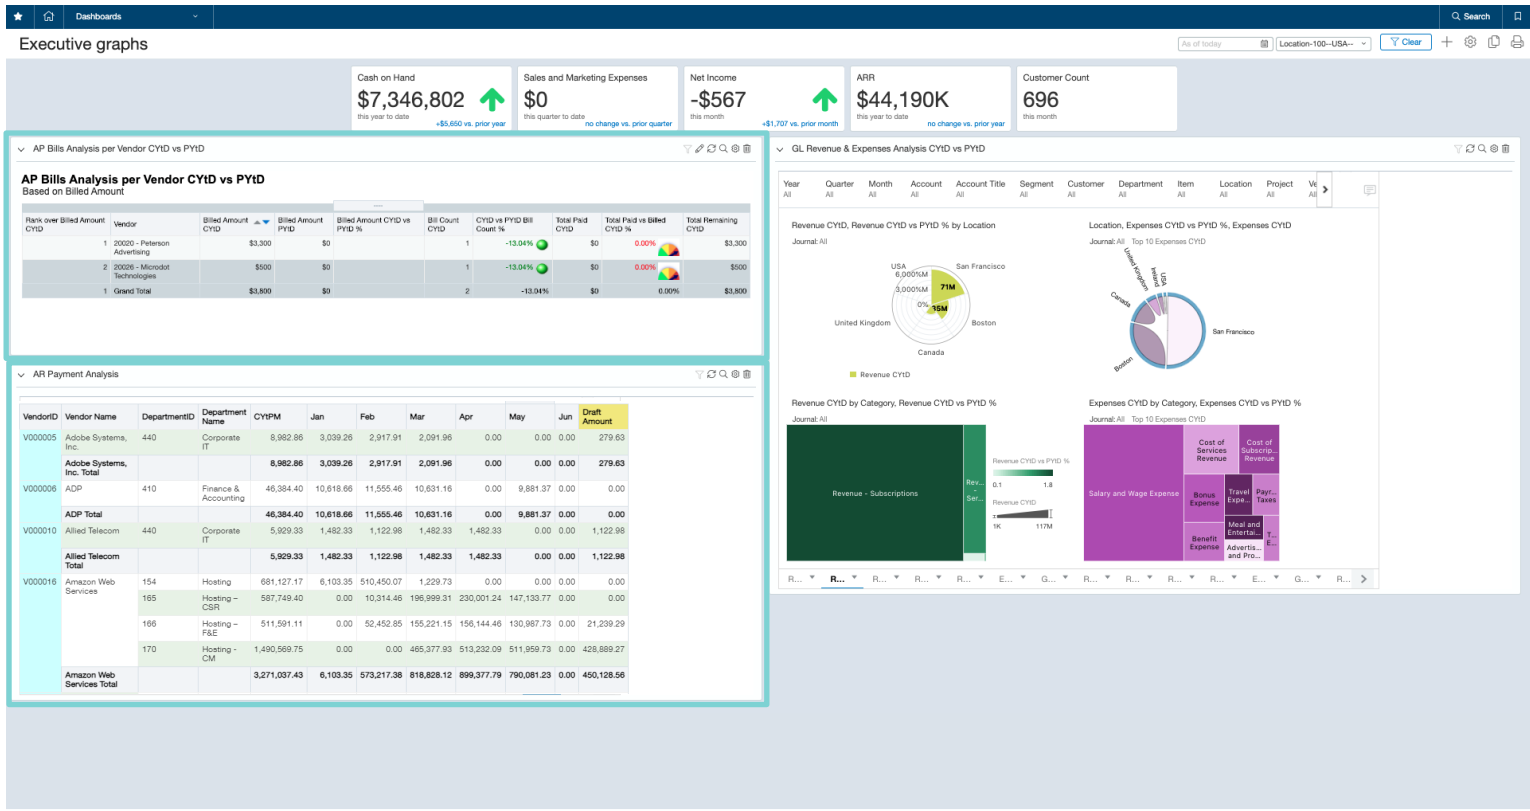 Dashboards
Search
Executive graphs
As of today
Location-100--USA--
Clear
Cash on Hand
$7,346,802
this year to date
+$5,650 vs. prior year
Sales and Marketing Expenses
$0
this quarter to date
no change vs. prior quarter
Net Income
-$567
this month
+$1,707 vs. prior month
ARR
$44,190K
this year to date
no change vs. prior year
Customer Count
696
this month
AP Bills Analysis per Vendor CYtD vs PYtD
AP Bills Analysis per Vendor CYtD vs PYtD
Based on Billed Amount
Rank over Billed Amount CYtD Vendor Billed Amount CYtD Billed Amount PYtD Billed Amount CYtD vs PYtD % Bill Count CYtD CYtD vs PYtD Bill Count % Total Paid CYtD Total Paid vs Billed CYtD % Total Remaining CYtD
1 20020 - Peterson Advertising $3,300 $0 1 -13.04% $0 0.00% $3,300
2 20026 - Microdot Technologies $500 $0 1 -13.04% $0 0.00% $500
1 Grand Total $3,800 $0 2 -13.04% $0 0.00% $3,800
AR Payment Analysis
VendorID Vendor Name DepartmentID Department Name CYtPM Jan Feb Mar Apr May Jun Draft Amount
V000005 Adobe Systems, Inc. 440 Corporate IT 8,982.86 3,039.26 2,917.91 2,091.96 0.00 0.00 0.00 279.63
Adobe Systems, Inc. Total 8,982.86 3,039.26 2,917.91 2,091.96 0.00 0.00 0.00 279.63
V000006 ADP 410 Finance & Accounting 46,384.40 10,618.66 11,555.46 10,631.16 0.00 9,881.37 0.00 0.00
ADP Total 46,384.40 10,618.66 11,555.46 10,631.16 0.00 9,881.37 0.00 0.00
V000010 Allied Telecom 440 Corporate IT 5,929.33 1,482.33 1,122.98 1,482.33 1,482.33 0.00 0.00 1,122.98
Allied Telecom Total 5,929.33 1,482.33 1,122.98 1,482.33 1,482.33 0.00 0.00 1,122.98
V000016 Amazon Web Services 154 Hosting 681,127.17 6,103.35 510,450.07 1,229.73 0.00 0.00 0.00 0.00
165 Hosting – CSR 587,749.40 0.00 10,314.46 196,999.31 230,001.24 147,133.77 0.00 0.00
166 Hosting – F&E 511,591.11 0.00 52,452.85 155,221.15 156,144.46 130,987.73 0.00 21,239.29
170 Hosting - CM 1,490,569.75 0.00 0.00 465,377.93 513,232.09 511,959.73 0.00 428,889.27
Amazon Web Services Total 3,271,037.43 6,103.35 573,217.38 818,828.12 899,377.79 790,081.23 0.00 450,128.56
GL Revenue & Expenses Analysis CYtD vs PYtD
Year Quarter Month Account Account Title Segment Customer Department Item Location Project Ve
All All All All All All All All All All All All
Revenue CYtD, Revenue CYtD vs PYtD % by Location
Journal: All
USA
San Francisco
6,000%M
3,000%M
0%
71M
35M
United Kingdom
Boston
Canada
Revenue CYtD
Location, Expenses CYtD vs PYtD %, Expenses CYtD
Journal: All Top 10 Expenses CYtD
United Kingdom
Ireland
USA
Canada
San Francisco
Boston
Revenue CYtD by Category, Revenue CYtD vs PYtD %
Journal: All
Revenue - Subscriptions
Rev...
-
Ser...
Revenue CYtD vs PYtD %
0.1 1.8
Revenue CYtD
1K 117M
Expenses CYtD by Category, Expenses CYtD vs PYtD %
Journal: All Top 10 Expenses CYtD
Salary and Wage Expense
Cost of Services Revenue
Cost of Subscrip... Revenue
Bonus Expense
Travel Expe...
Payr... Taxes
Meal and Entertai...
Benefit Expense
Advertis... and Pro...
T... E...
R... R... R... R... R... E... G... R... R... R... R... E... G... R...